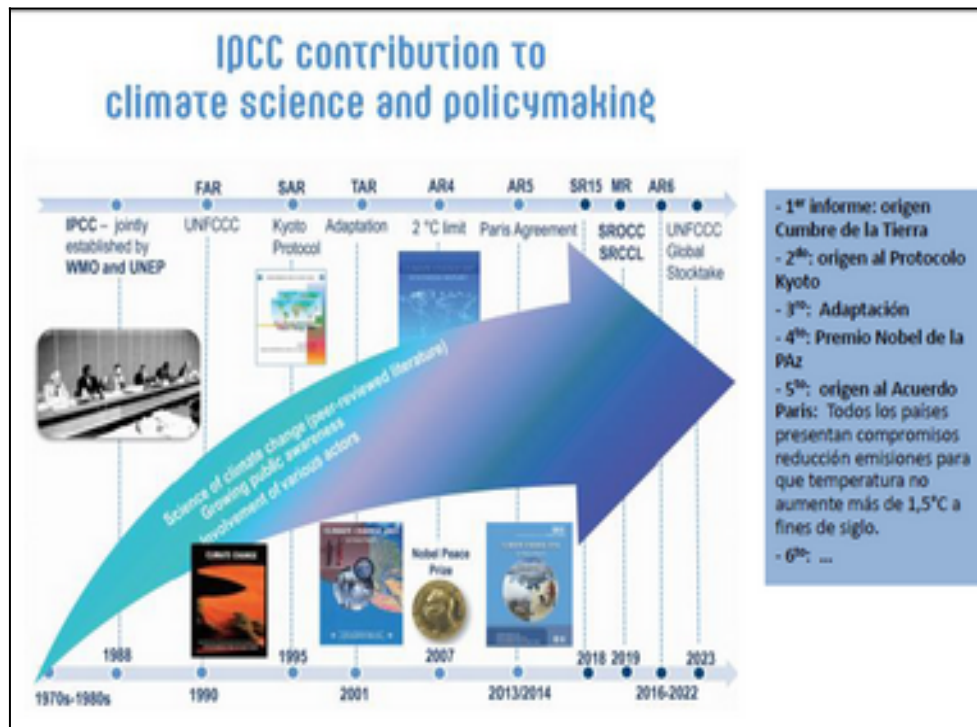 IPCC contribution to
climate science and policymaking
FAR SAR TAR AR4 AR5 SR15 MR AR6
IPCC – jointly
established by
WMO and UNEP
UNFCCC
Kyoto
Protocol
Adaptation
2 °C limit
Paris Agreement
SROCC
SRCCL
UNFCCC
Global
Stocktake
Science of climate change (peer-reviewed literature)
Growing public awareness
Involvement of various actors
CLIMATE CHANGE
CLIMATE CHANGE
Nobel Peace
Prize
1970s-1980s
1988
1990
1995
2001
2007
2013/2014
2018
2019
2016-2022
2023
- 1er informe: origen
Cumbre de la Tierra
- 2do: origen al Protocolo
Kyoto
- 3ro: Adaptación
- 4to: Premio Nobel de la
PAz
- 5to: origen al Acuerdo
Paris: Todos los países
presentan compromisos
reducción emisiones para
que temperatura no
aumente más de 1,5°C a
fines de siglo.
- 6to: ...